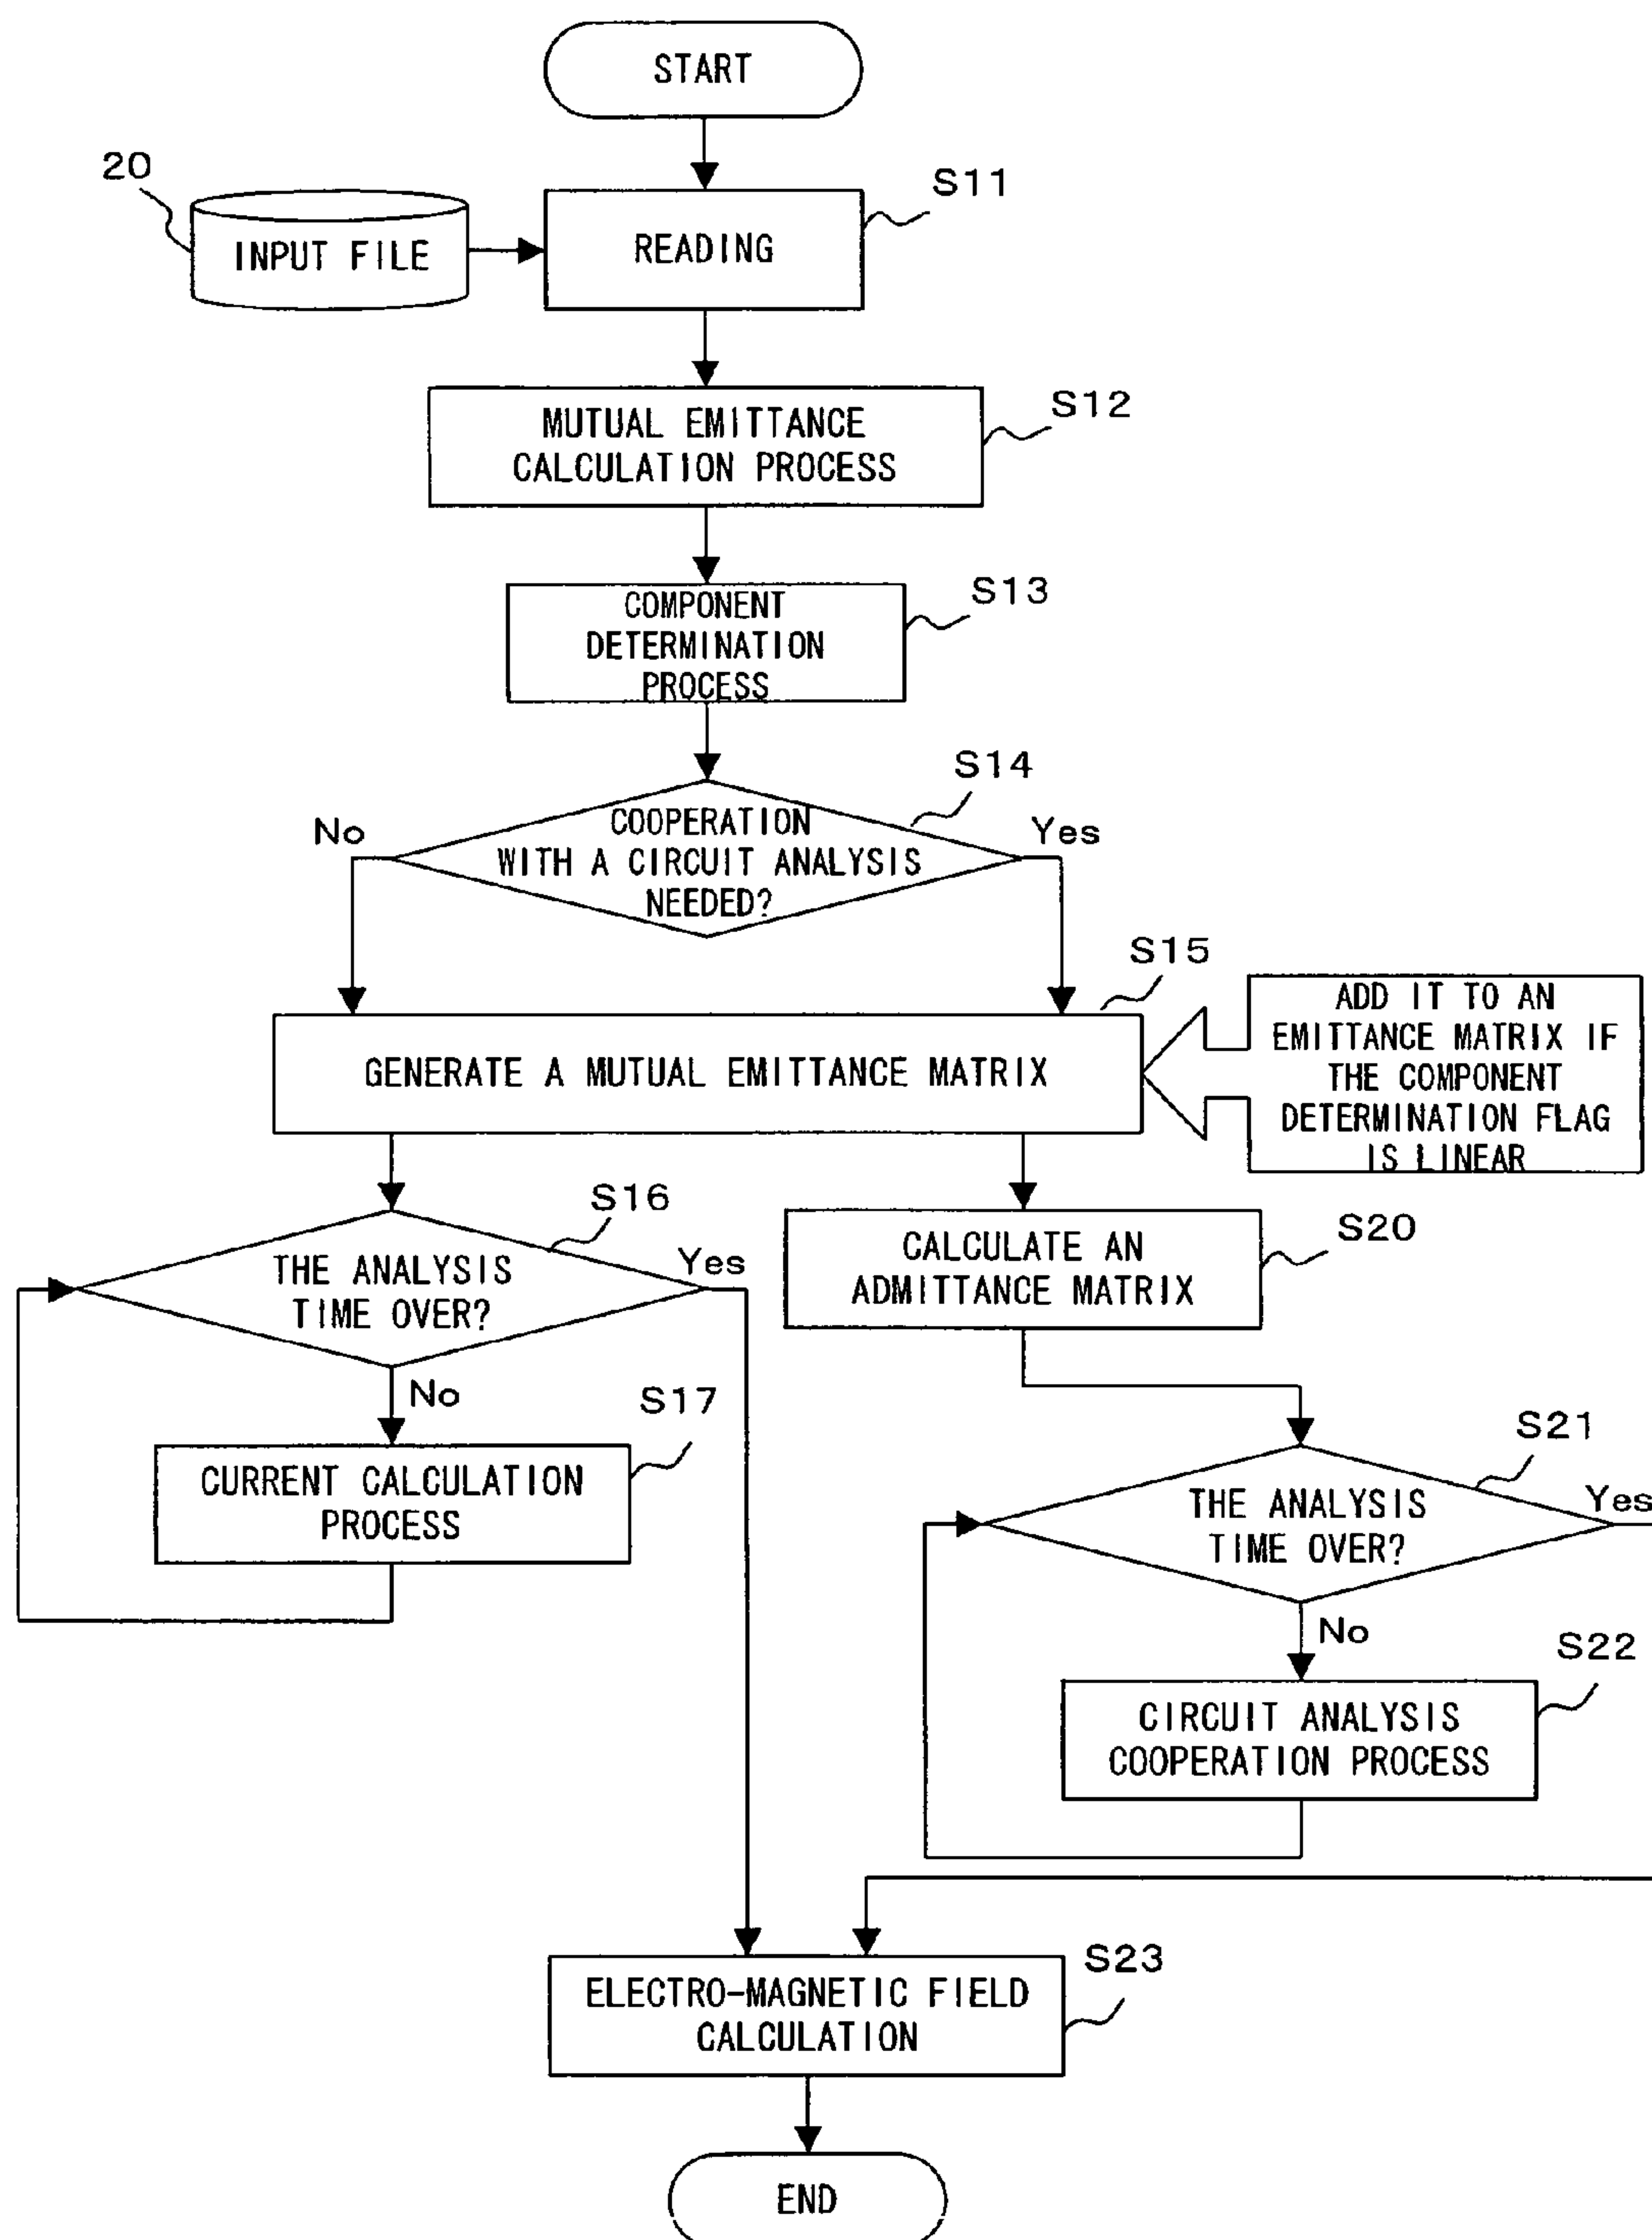 START
20
S11
INPUT FILE
READING
S12
MUTUAL EMITTANCE
CALCULATION PROCESS
S13
COMPONENT
DETERMINATION
PROCESS
S14
No
COOPERATION
WITH A CIRCUIT ANALYSIS
NEEDED?
Yes
S15
GENERATE A MUTUAL EMITTANCE MATRIX
ADD IT TO AN
EMITTANCE MATRIX IF
THE COMPONENT
DETERMINATION FLAG
IS LINEAR
S16
THE ANALYSIS
TIME OVER?
Yes
No
S17
CURRENT CALCULATION
PROCESS
S20
CALCULATE AN
ADMITTANCE MATRIX
S21
THE ANALYSIS
TIME OVER?
Yes
No
S22
CIRCUIT ANALYSIS
COOPERATION PROCESS
S23
ELECTRO-MAGNETIC FIELD
CALCULATION
END